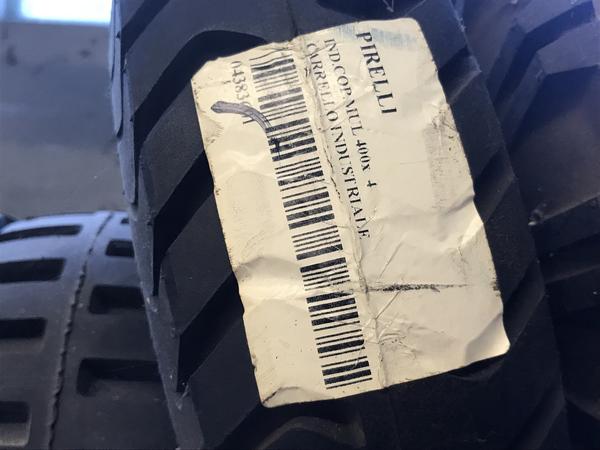 PIRELLI
IND.COP.MUL 400x 4
CARRELLO INDUSTRIALE